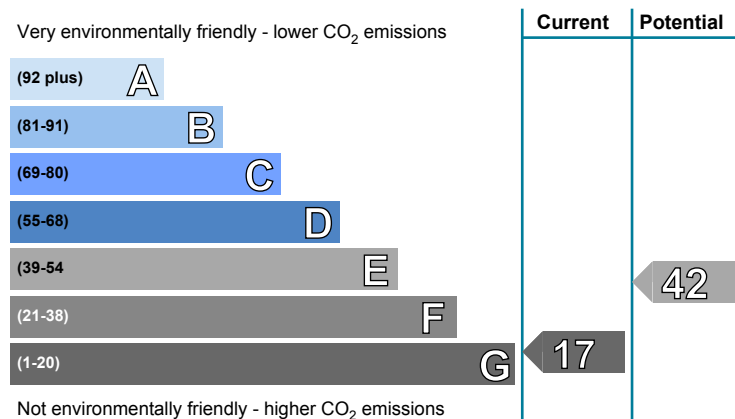 Very environmentally friendly - lower CO2 emissions
Current
Potential
(92 plus) A
(81-91) B
(69-80) C
(55-68) D
(39-54 E
42
(21-38) F
17
(1-20) G
Not environmentally friendly - higher CO2 emissions